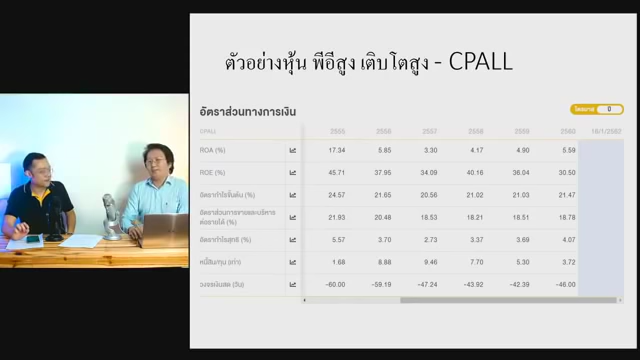 ตัวอย่างหุ้น พีอีสูง เติบโตสูง - CPALL
อัตราส่วนทางการเงิน
ไตรมาส ปี
CPALL 2555 2556 2557 2558 2559 2560 16/1/2562
ROA (%) 17.34 5.85 3.30 4.17 4.90 5.59
ROE (%) 45.71 37.95 34.09 40.16 36.04 30.50
อัตรากำไรขั้นต้น (%) 24.57 21.65 20.56 21.02 21.03 21.47
อัตราส่วนการขายและบริหาร
ต่อรายได้ (%) 21.93 20.48 18.53 18.21 18.51 18.78
อัตรากำไรสุทธิ (%) 5.57 3.70 2.73 3.37 3.69 4.07
หนี้สิน/ทุน (เท่า) 1.68 8.88 9.46 7.70 5.30 3.72
วงจรเงินสด (วัน) -60.00 -59.19 -47.24 -43.92 -42.39 -46.00